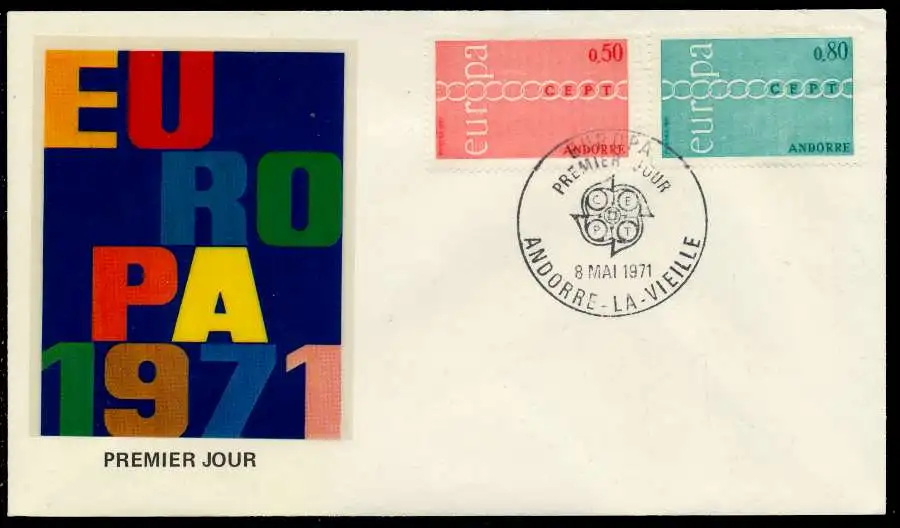 EU
RO
PA
1971
PREMIER JOUR
europa
0,50
CEPT
ANDORRE
europa
0,80
CEPT
ANDORRE
EUROPA
PREMIER JOUR
C E
P T
8 MAI 1971
ANDORRE-LA-VIEILLE